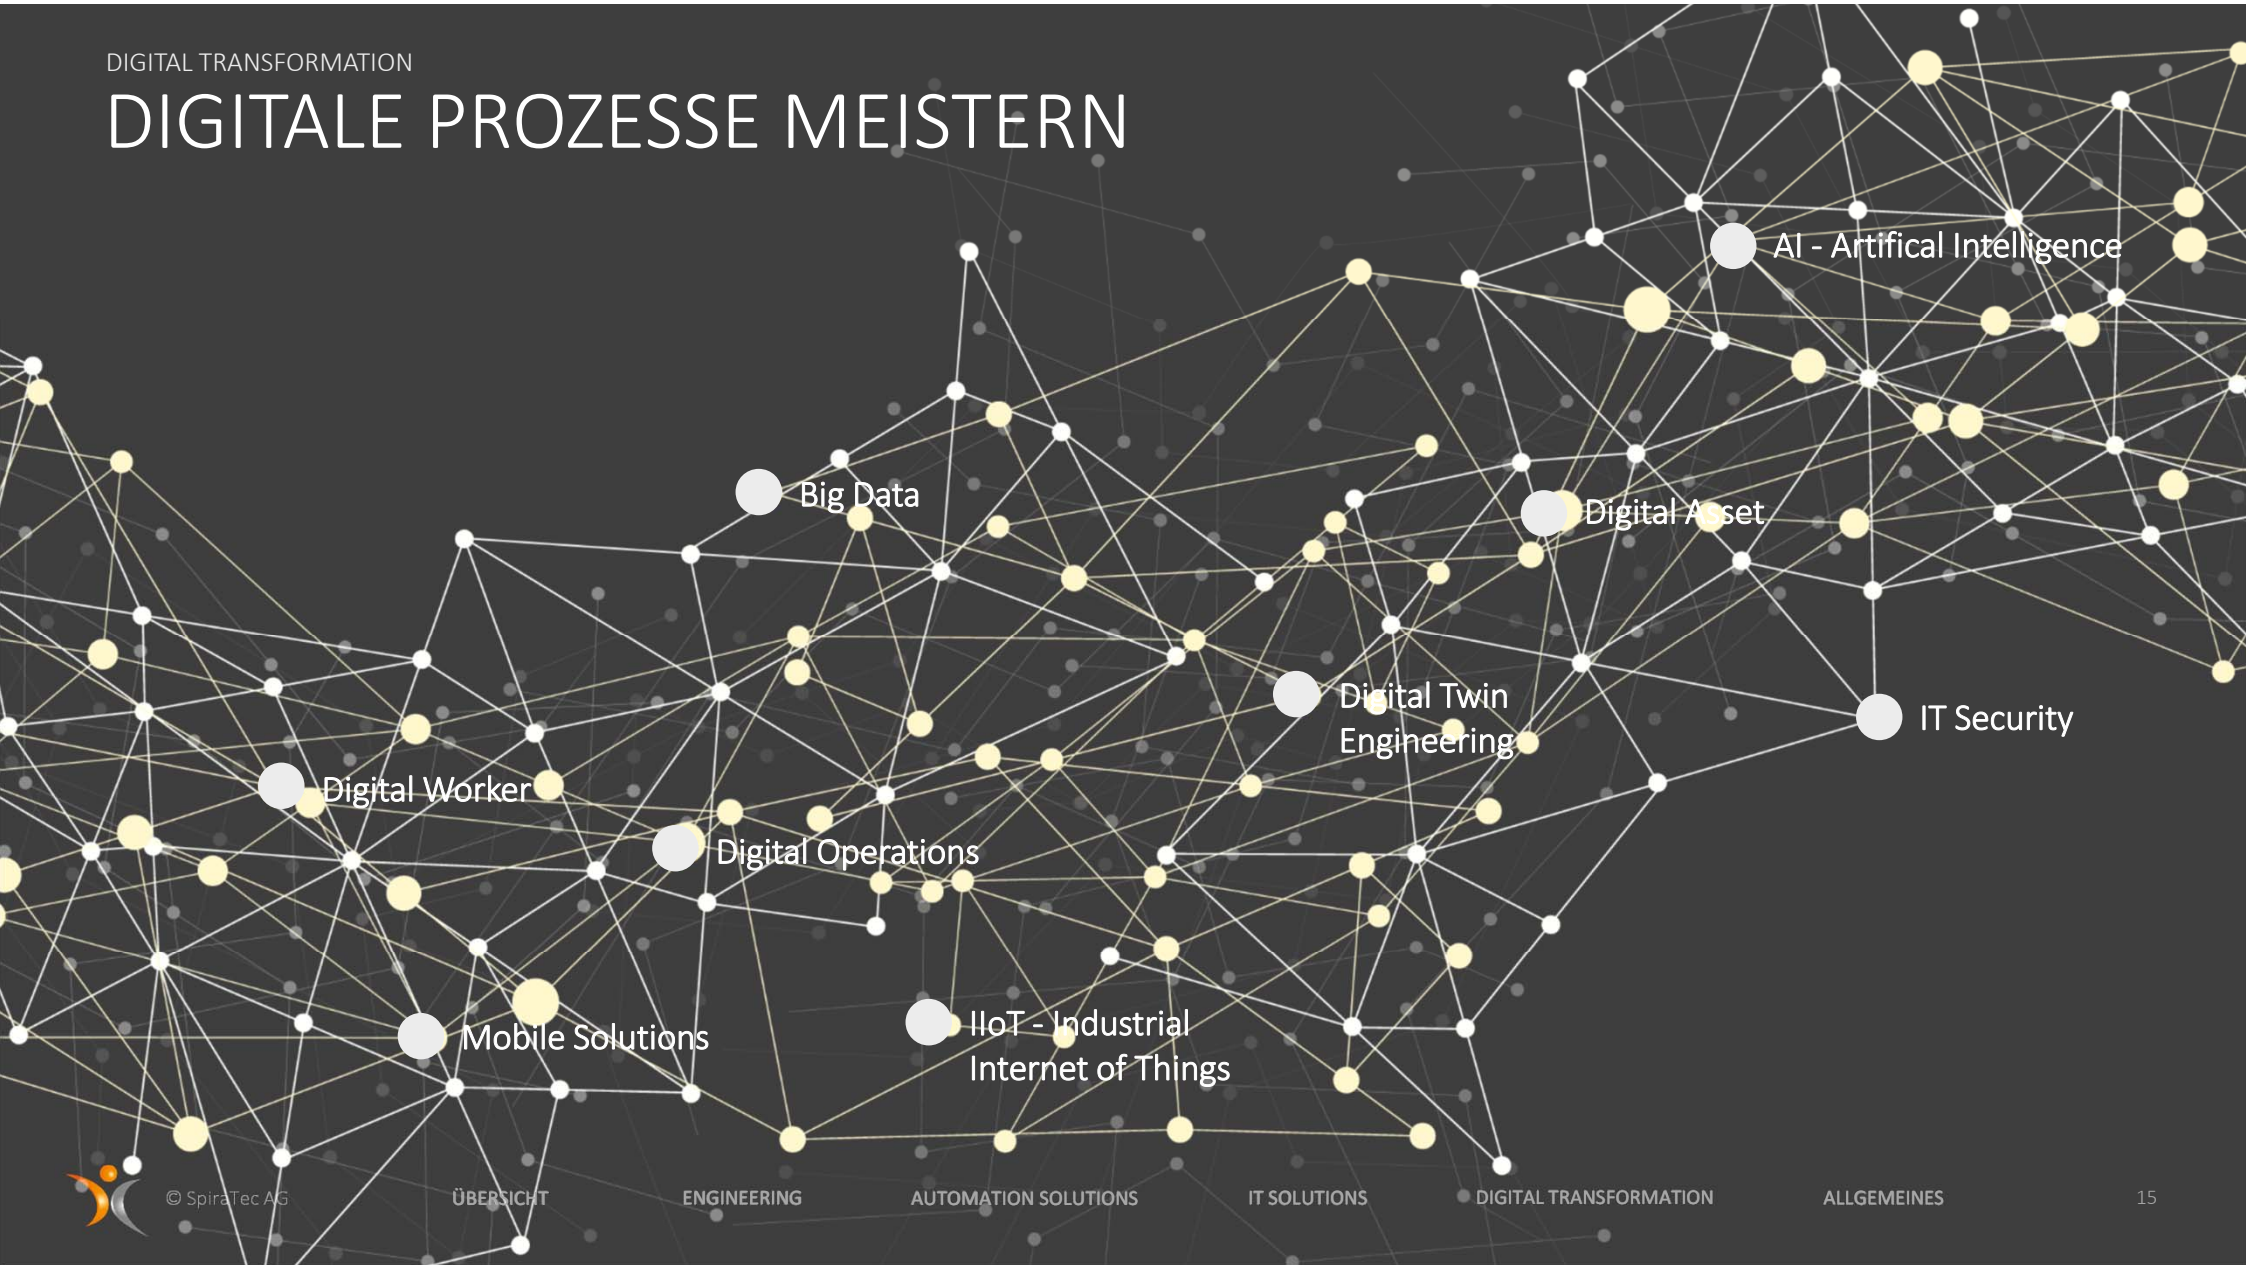 DIGITAL TRANSFORMATION
DIGITALE PROZESSE MEISTERN
AI - Artifical Intelligence
Big Data
Digital Asset
Digital Twin
Engineering
IT Security
Digital Worker
Digital Operations
Mobile Solutions
IIoT - Industrial
Internet of Things
© SpiraTec AG
ÜBERSICHT
ENGINEERING
AUTOMATION SOLUTIONS
IT SOLUTIONS
DIGITAL TRANSFORMATION
ALLGEMEINES
15